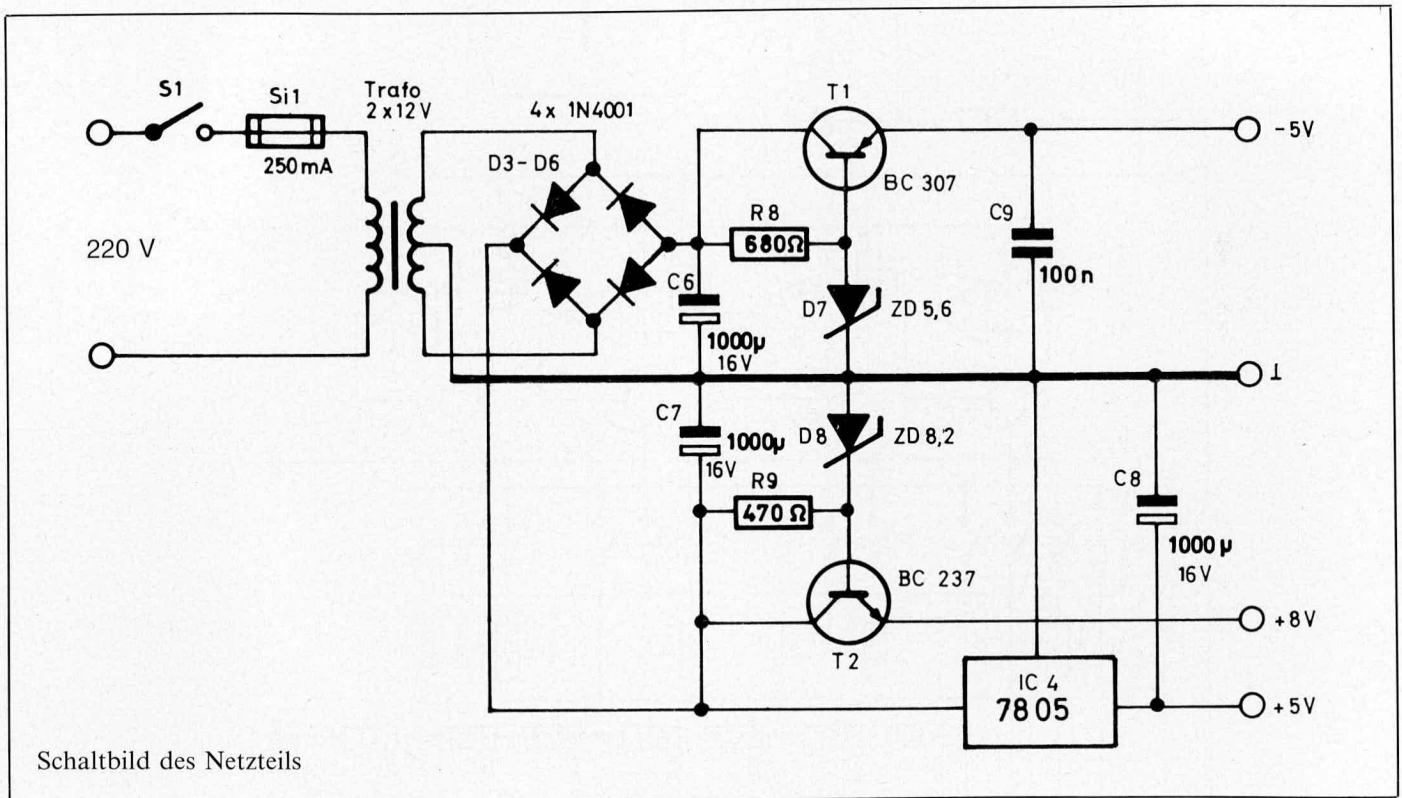 S1
Si1
250 mA
Trafo
2 x 12 V
4 x 1N4001
D3 - D6
220 V
T1
BC 307
-5V
R8
680Ω
C9
100n
C6
1000µ
16V
D7
ZD 5,6
⊥
C7
1000µ
16V
D8
ZD 8,2
R9
470 Ω
C8
1000 µ
16V
BC 237
T2
+8V
IC 4
7805
+5V
Schaltbild des Netzteils